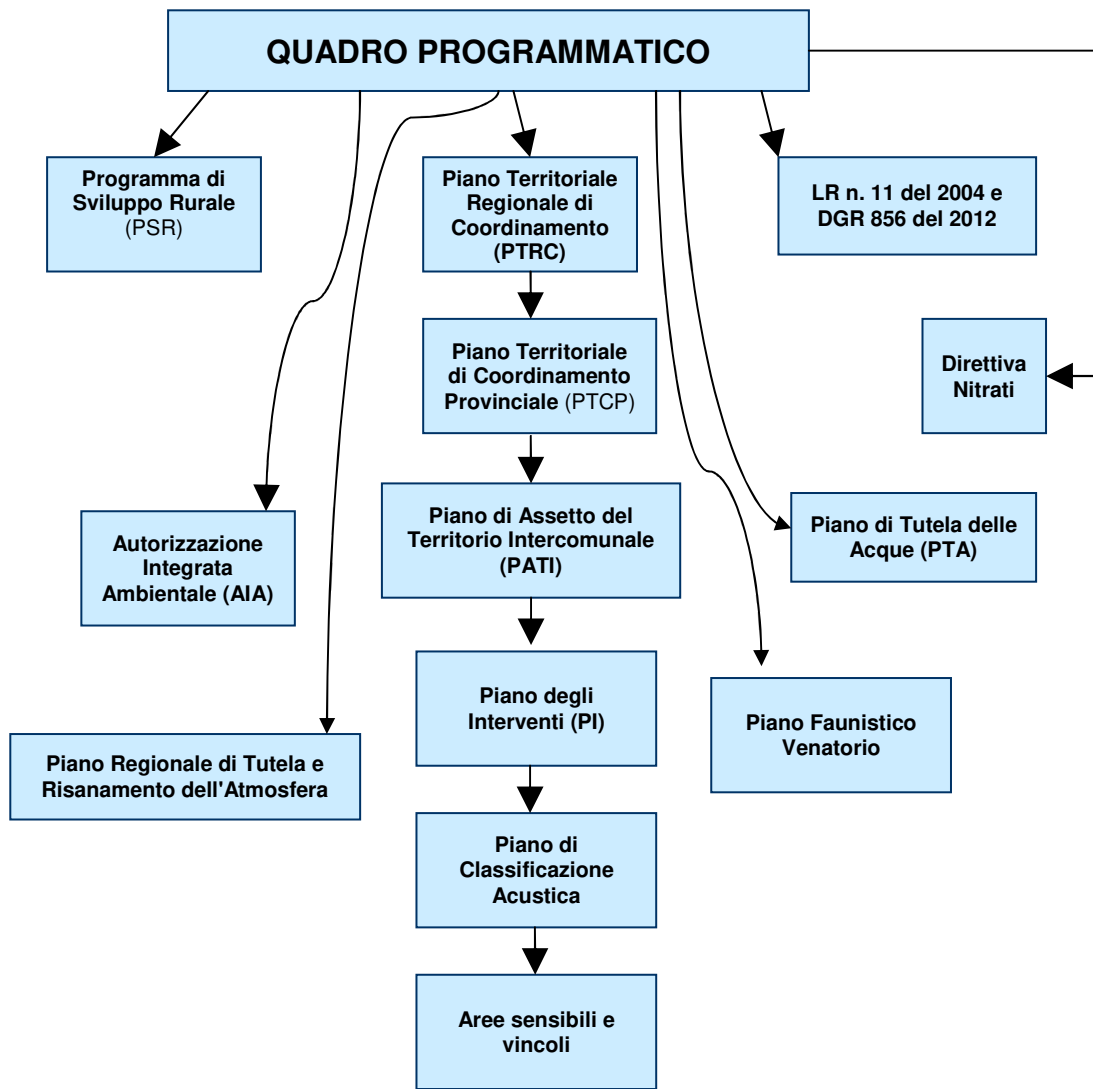 QUADRO PROGRAMMATICO
Programma di
Sviluppo Rurale
(PSR)
Piano Territoriale
Regionale di
Coordinamento
(PTRC)
LR n. 11 del 2004 e
DGR 856 del 2012
Piano Territoriale
di Coordinamento
Provinciale (PTCP)
Direttiva
Nitrati
Autorizzazione
Integrata
Ambientale (AIA)
Piano di Assetto del
Territorio Intercomunale
(PATI)
Piano di Tutela delle
Acque (PTA)
Piano degli
Interventi (PI)
Piano Faunistico
Venatorio
Piano Regionale di Tutela e
Risanamento dell'Atmosfera
Piano di
Classificazione
Acustica
Aree sensibili e
vincoli